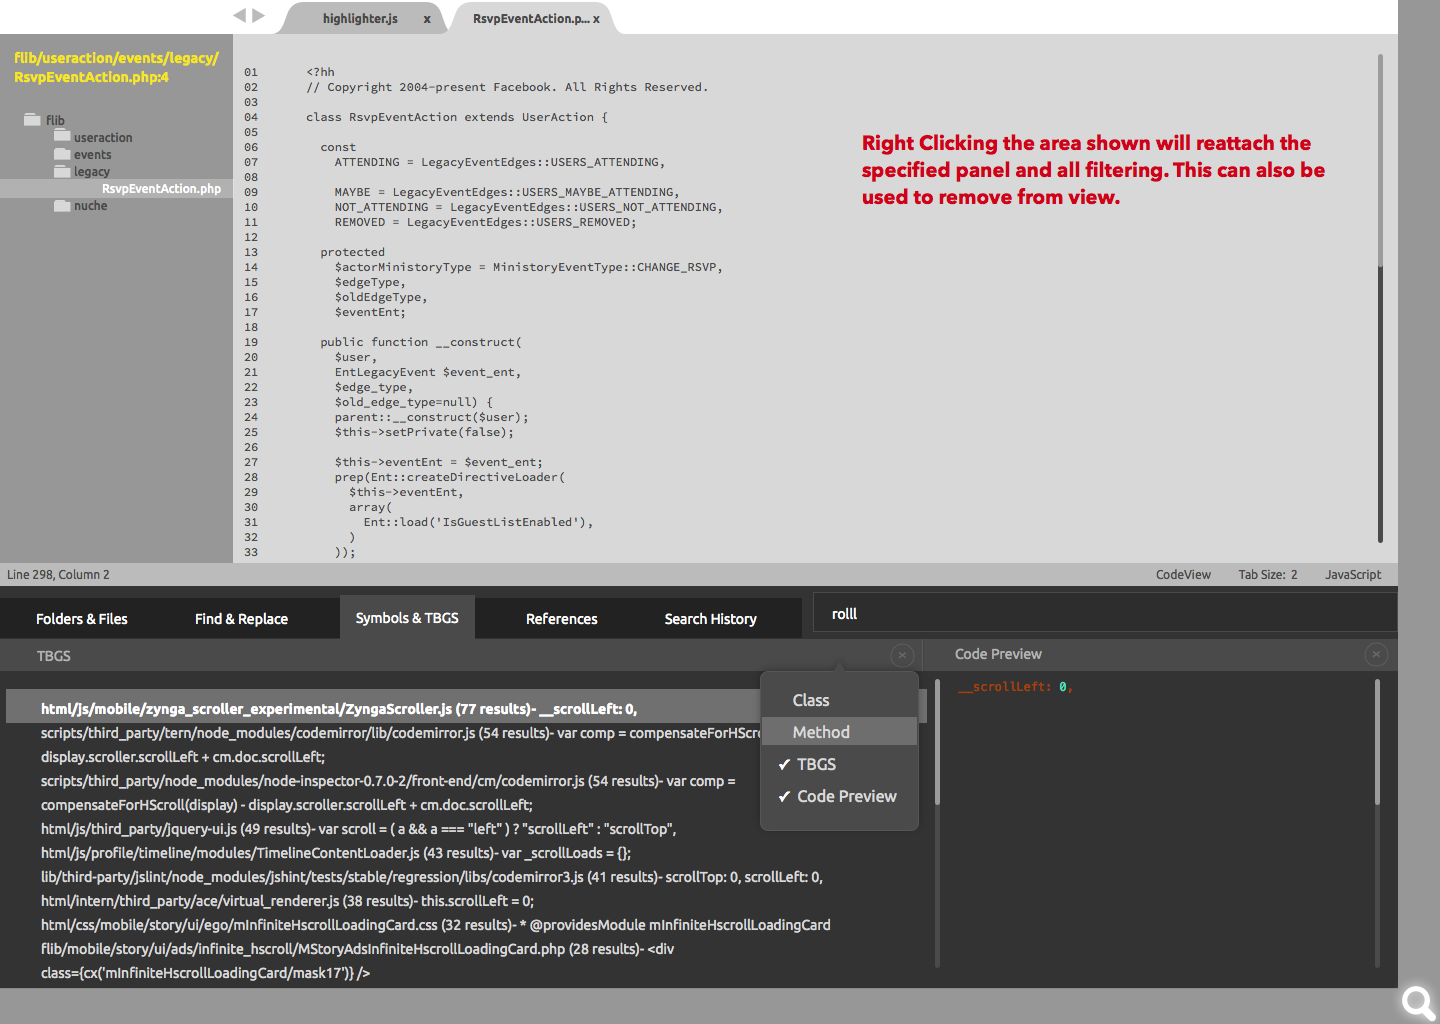 highlighter.js x RsvpEventAction.p... x
flib/useraction/events/legacy/
RsvpEventAction.php:4
flib
useraction
events
legacy
RsvpEventAction.php
nuche
01 <?hh
02 // Copyright 2004-present Facebook. All Rights Reserved.
03
04 class RsvpEventAction extends UserAction {
05
06 const
07 ATTENDING = LegacyEventEdges::USERS_ATTENDING,
08
09 MAYBE = LegacyEventEdges::USERS_MAYBE_ATTENDING,
10 NOT_ATTENDING = LegacyEventEdges::USERS_NOT_ATTENDING,
11 REMOVED = LegacyEventEdges::USERS_REMOVED;
12
13 protected
14 $actorMinistoryType = MinistoryEventType::CHANGE_RSVP,
15 $edgeType,
16 $oldEdgeType,
17 $eventEnt;
18
19 public function __construct(
20 $user,
21 EntLegacyEvent $event_ent,
22 $edge_type,
23 $old_edge_type=null) {
24 parent::__construct($user);
25 $this->setPrivate(false);
26
27 $this->eventEnt = $event_ent;
28 prep(Ent::createDirectiveLoader(
29 $this->eventEnt,
30 array(
31 Ent::load('IsGuestListEnabled'),
32 )
33 ));
Right Clicking the area shown will reattach the
specified panel and all filtering. This can also be
used to remove from view.
Line 298, Column 2 CodeView Tab Size: 2 JavaScript
Folders & Files Find & Replace Symbols & TBGS References Search History rolll
TBGS
Code Preview
html/js/mobile/zynga_scroller_experimental/ZyngaScroller.js (77 results)- __scrollLeft: 0,
scripts/third_party/tern/node_modules/codemirror/lib/codemirror.js (54 results)- var comp = compensateForHScro
display.scroller.scrollLeft + cm.doc.scrollLeft;
scripts/third_party/node_modules/node-inspector-0.7.0-2/front-end/cm/codemirror.js (54 results)- var comp =
compensateForHScroll(display) - display.scroller.scrollLeft + cm.doc.scrollLeft;
html/js/third_party/jquery-ui.js (49 results)- var scroll = ( a && a === "left" ) ? "scrollLeft" : "scrollTop",
html/js/profile/timeline/modules/TimelineContentLoader.js (43 results)- var _scrollLoads = {};
lib/third-party/jslint/node_modules/jshint/tests/stable/regression/libs/codemirror3.js (41 results)- scrollTop: 0, scrollLeft: 0,
html/intern/third_party/ace/virtual_renderer.js (38 results)- this.scrollLeft = 0;
html/css/mobile/story/ui/ego/mInfiniteHscrollLoadingCard.css (32 results)- * @providesModule mInfiniteHscrollLoadingCard
flib/mobile/story/ui/ads/infinite_hscroll/MStoryAdsInfiniteHscrollLoadingCard.php (28 results)- <div
class={cx('mInfiniteHscrollLoadingCard/mask17')} />
Class
Method
✓ TBGS
✓ Code Preview
__scrollLeft: 0,